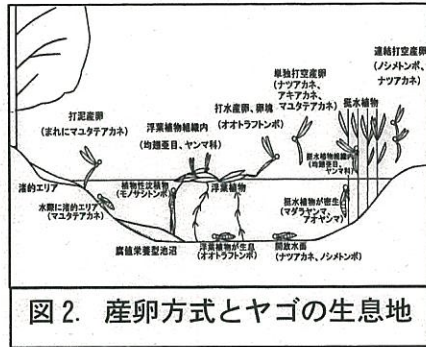 連結打空産卵
(ノシメトンボ、
ナツアカネ)
単独打空産卵
(ナツアカネ、
アキアカネ、
マユタテアカネ)
打水産卵、卵塊
(オオトラフトンボ)
挺水植物
打泥産卵
(まれにマユタテアカネ)
浮葉植物組織内
(均翅亜目、ヤンマ科)
挺水植物組織内
(均翅亜目、
ヤンマ科)
渚的エリア
水際に渚的エリア
(マユタテアカネ)
植物性沈積物
(モノサシトンボ)
浮葉植物
挺水植物が密生
(マダラヤンマ、
アオヤンマ)
腐植栄養型池沼
浮葉植物が生息
(オオトラフトンボ)
開放水面
(ナツアカネ、ノシメトンボ)
図2. 産卵方式とヤゴの生息地